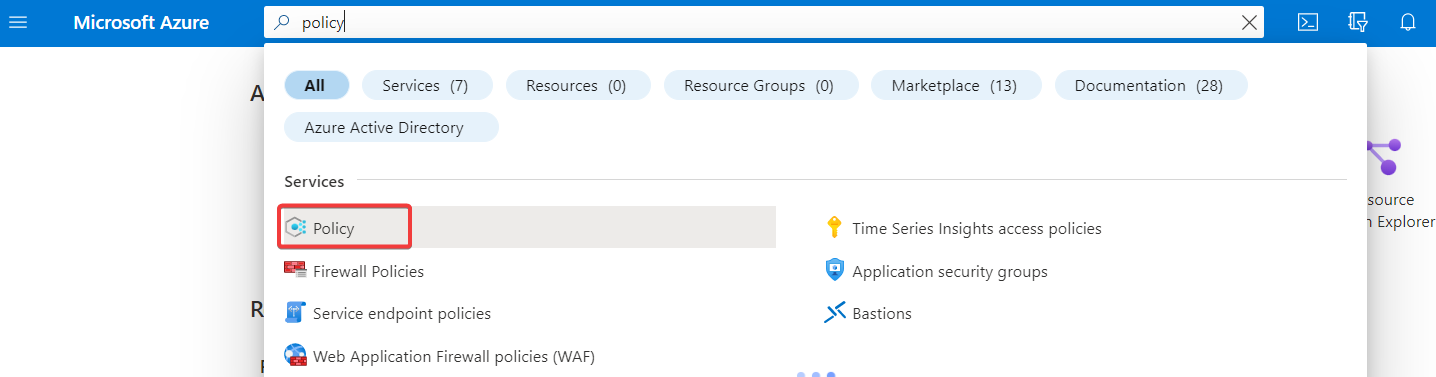 Microsoft Azure
policy
All
Services (7)
Resources (0)
Resource Groups (0)
Marketplace (13)
Documentation (28)
Azure Active Directory
A
Services
Policy
Time Series Insights access policies
Firewall Policies
Application security groups
Service endpoint policies
Bastions
Web Application Firewall policies (WAF)
R
source
Explorer